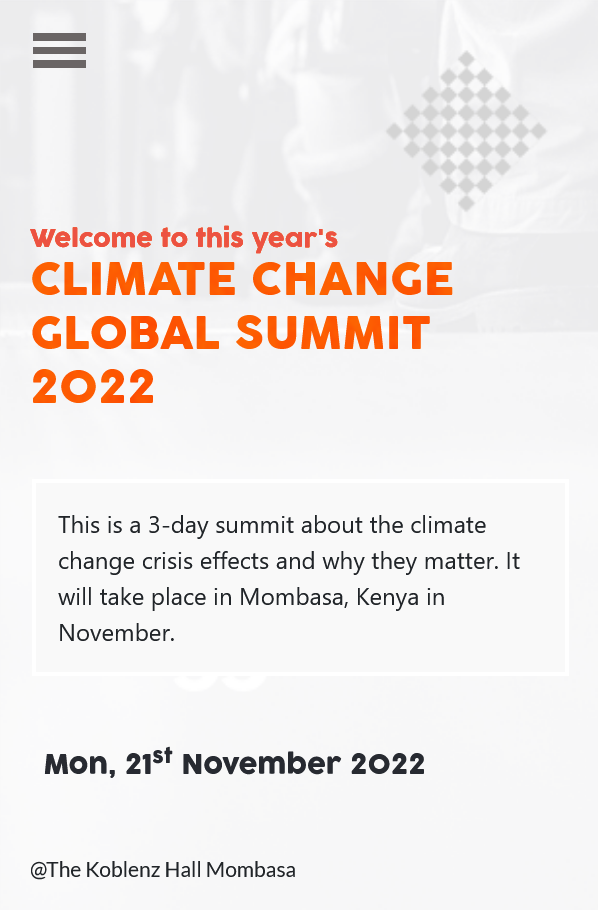 Welcome to this year's
CLIMATE CHANGE
GLOBAL SUMMIT
2022
This is a 3-day summit about the climate
change crisis effects and why they matter. It
will take place in Mombasa, Kenya in
November.
Mon, 21st November 2022
@The Koblenz Hall Mombasa